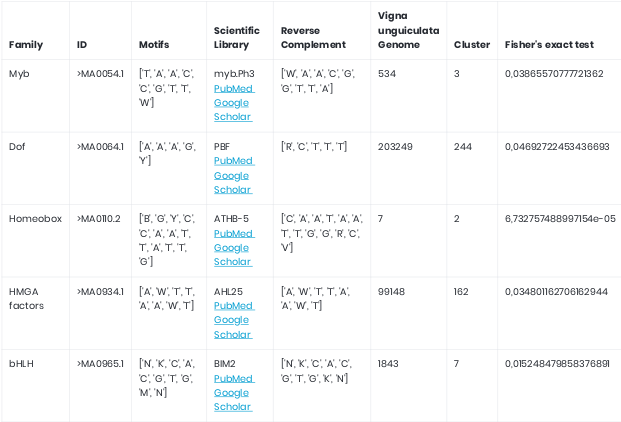 Family ID Motifs Scientific Library Reverse Complement Vigna unguiculata Genome Cluster Fisher's exact test
Myb >MA0054.1 ['T', 'A', 'A', 'C', 'C', 'G', 'T', 'T', 'W'] myb.Ph3 PubMed Google Scholar ['W', 'A', 'A', 'C', 'G', 'G', 'T', 'T', 'A'] 534 3 0,0386557077721362
Dof >MA0064.1 ['A', 'A', 'A', 'G', 'Y'] PBF PubMed Google Scholar ['R', 'C', 'T', 'T', 'T'] 203249 244 0,04692722453436693
Homeobox >MA0110.2 ['B', 'G', 'Y', 'C', 'C', 'A', 'A', 'T', 'T', 'A', 'T', 'T', 'G'] ATHB-5 PubMed Google Scholar ['C', 'A', 'A', 'T', 'A', 'A', 'T', 'T', 'G', 'G', 'R', 'C', 'V'] 7 2 6,732757488997154e-05
HMGA factors >MA0934.1 ['A', 'W', 'T', 'T', 'A', 'A', 'W', 'T'] AHL25 PubMed Google Scholar ['A', 'W', 'T', 'T', 'A', 'A', 'W', 'T'] 99148 162 0,034801162706162944
bHLH >MA0965.1 ['N', 'K', 'C', 'A', 'C', 'G', 'T', 'G', 'M', 'N'] BIM2 PubMed Google Scholar ['N', 'K', 'C', 'A', 'C', 'G', 'T', 'G', 'K', 'N'] 1843 7 0,015248479858376891